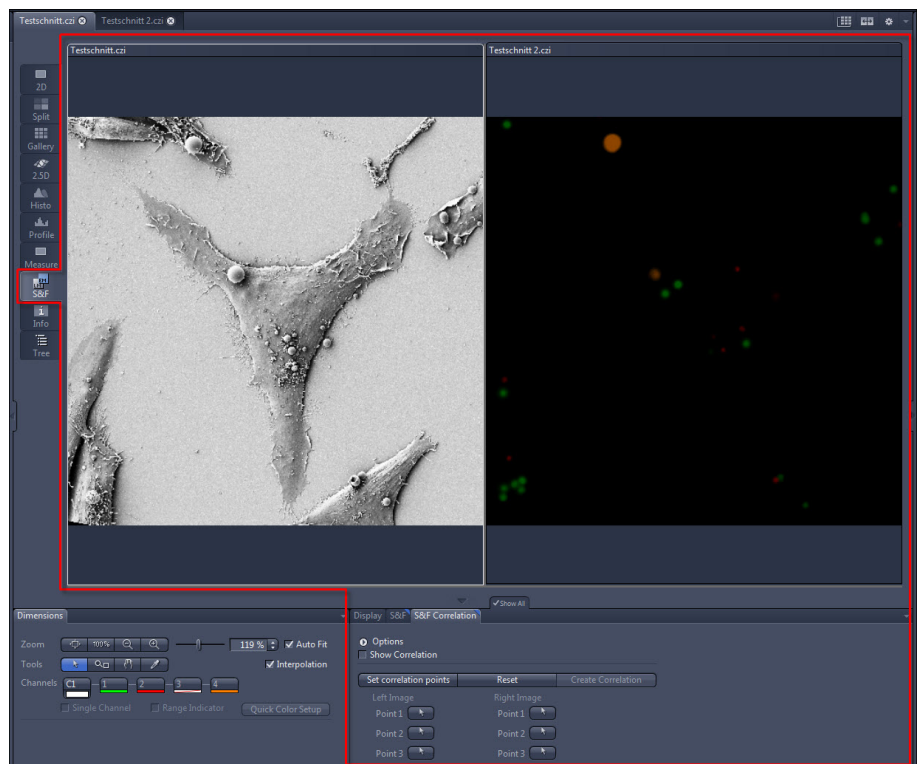 Testschnitt.czi Testschnitt 2.czi
Testschnitt.czi Testschnitt 2.czi
2D
Split
Gallery
2.5D
Histo
Profile
Measure
S&F
Info
Tree
Show All
Dimensions
Zoom 100% 119 % Auto Fit
Tools Interpolation
Channels C1 1 2 3 4
Single Channel Range Indicator Quick Color Setup
Display S&F S&F Correlation
Options
Show Correlation
Set correlation points Reset Create Correlation
Left Image Right Image
Point 1 Point 1
Point 2 Point 2
Point 3 Point 3